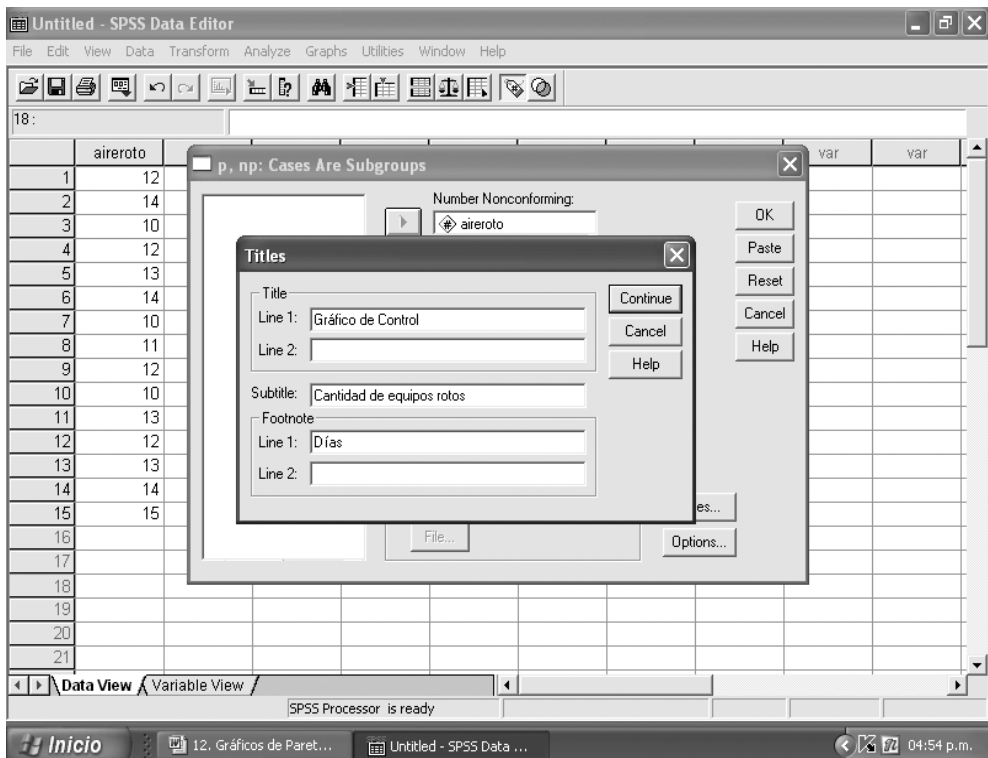 Untitled - SPSS Data Editor
File Edit View Data Transform Analyze Graphs Utilities Window Help
18 :
aireroto var var
1 12
2 14
3 10
4 12
5 13
6 14
7 10
8 11
9 12
10 10
11 13
12 12
13 13
14 14
15 15
16
17
18
19
20
21
p, np: Cases Are Subgroups
Number Nonconforming:
aireroto
OK
Paste
Reset
Cancel
Help
File...
es...
Options...
Titles
Title
Line 1: Gráfico de Control
Line 2:
Subtitle: Cantidad de equipos rotos
Footnote
Line 1: Días
Line 2:
Continue
Cancel
Help
Data View Variable View
SPSS Processor is ready
Inicio 12. Gráficos de Paret... Untitled - SPSS Data ... 04:54 p.m.